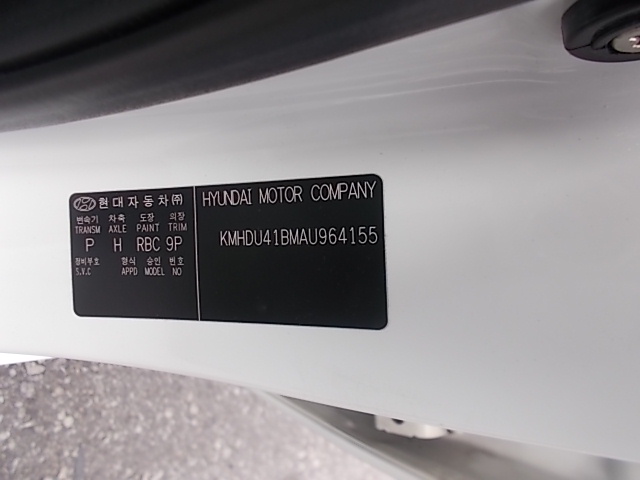 현대자동차㈜
변속기 차축 도장 의장
TRANSM AXLE PAINT TRIM
P H RBC 9P
정비부호 형식 승인 번호
S.V.C APPD MODEL NO
HYUNDAI MOTOR COMPANY
KMHDU41BMAU964155